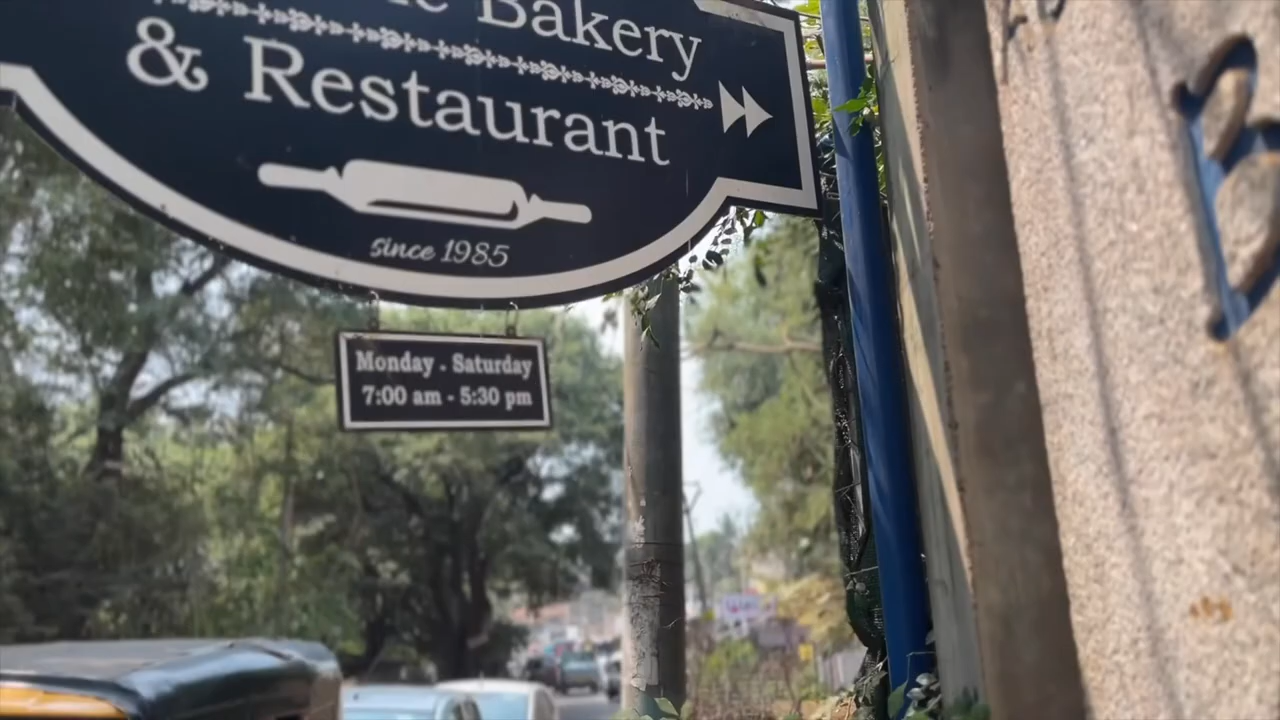 Bakery
& Restaurant
since 1985
Monday - Saturday
7:00 am - 5:30 pm